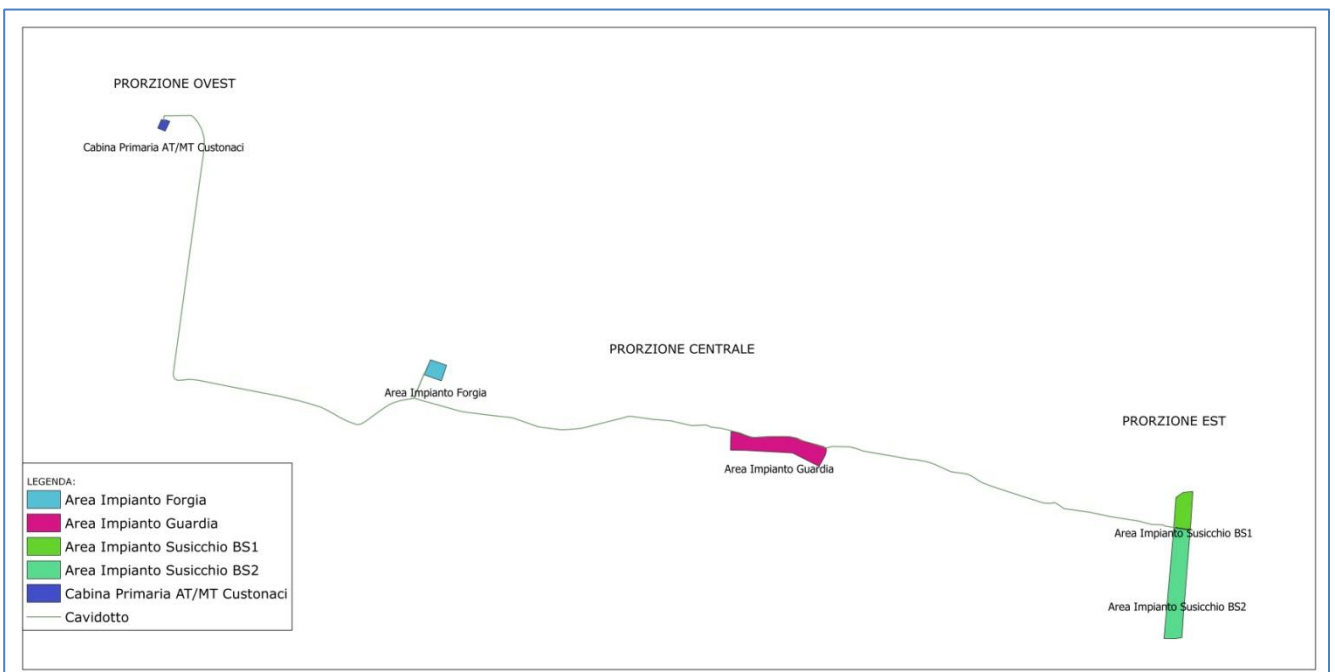 PRORZIONE OVEST
Cabina Primaria AT/MT Custonaci
PRORZIONE CENTRALE
Area Impianto Forgia
PRORZIONE EST
Area Impianto Guardia
Area Impianto Susicchio BS1
Area Impianto Susicchio BS2
LEGENDA:
Area Impianto Forgia
Area Impianto Guardia
Area Impianto Susicchio BS1
Area Impianto Susicchio BS2
Cabina Primaria AT/MT Custonaci
Cavidotto